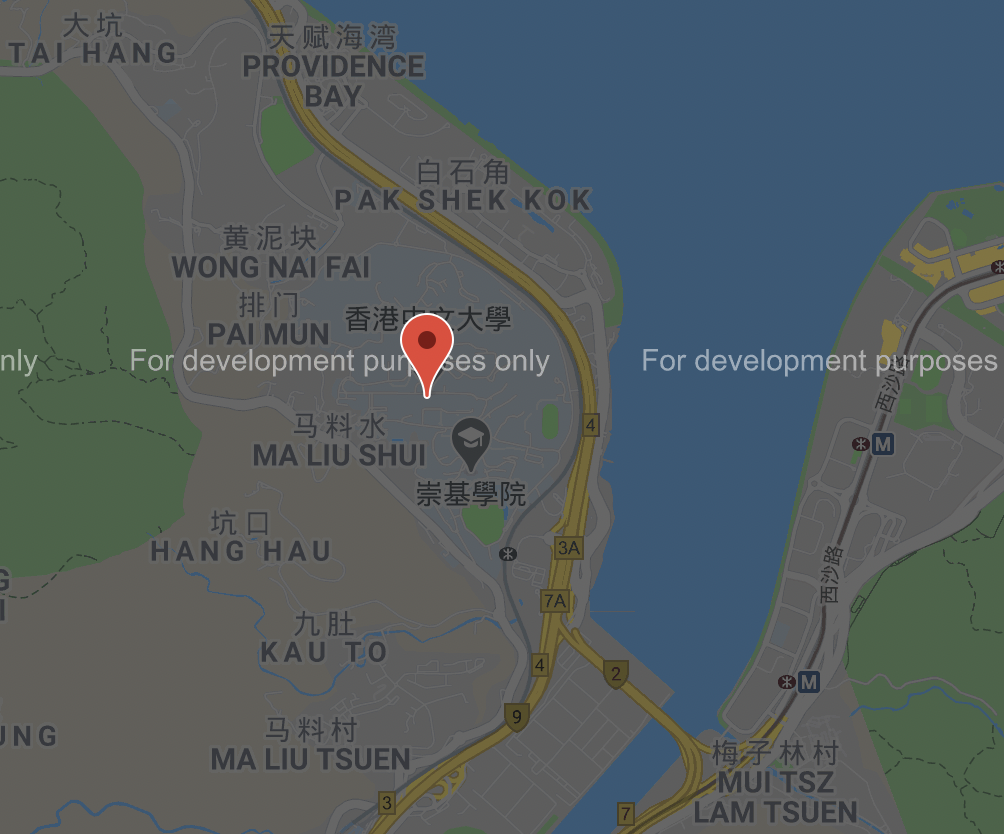 大坑
TAI HANG
天赋海湾
PROVIDENCE
BAY
白石角
PAK SHEK KOK
黄泥块
WONG NAI FAI
排门
PAI MUN
香港中文大學
only
For development purposes only
For development purposes
西沙路
4
M
马料水
MA LIU SHUI
崇基學院
坑口
HANG HAU
3A
西沙路
7A
九肚
KAU TO
4
2
M
9
UNG
马料村
MA LIU TSUEN
梅子林村
MUI TSZ
LAM TSUEN
3
7